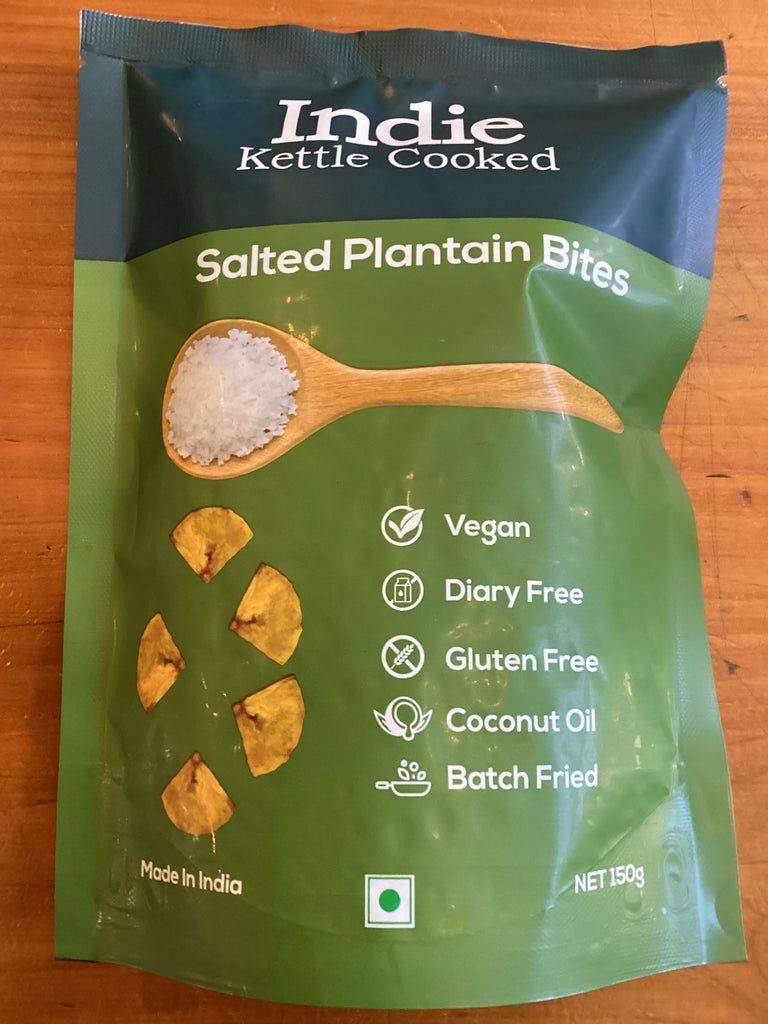 Indie
Kettle Cooked
Salted Plantain Bites
Vegan
Diary Free
Gluten Free
Coconut Oil
Batch Fried
Made In India
NET 150g